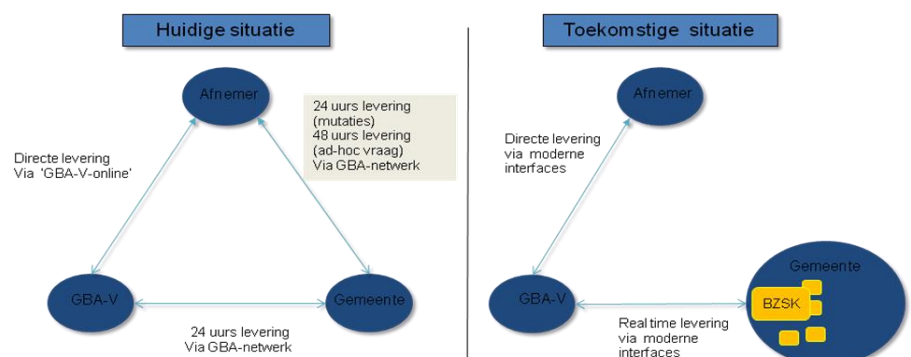 Huidige situatie
Afnemer
24 uurs levering
(mutaties)
48 uurs levering
(ad-hoc vraag)
Via GBA-netwerk
Directe levering
Via 'GBA-V-online'
GBA-V
Gemeente
24 uurs levering
Via GBA-netwerk
Toekomstige situatie
Afnemer
Directe levering
via moderne
interfaces
Gemeente
GBA-V
BZSK
Real time levering
via moderne
interfaces